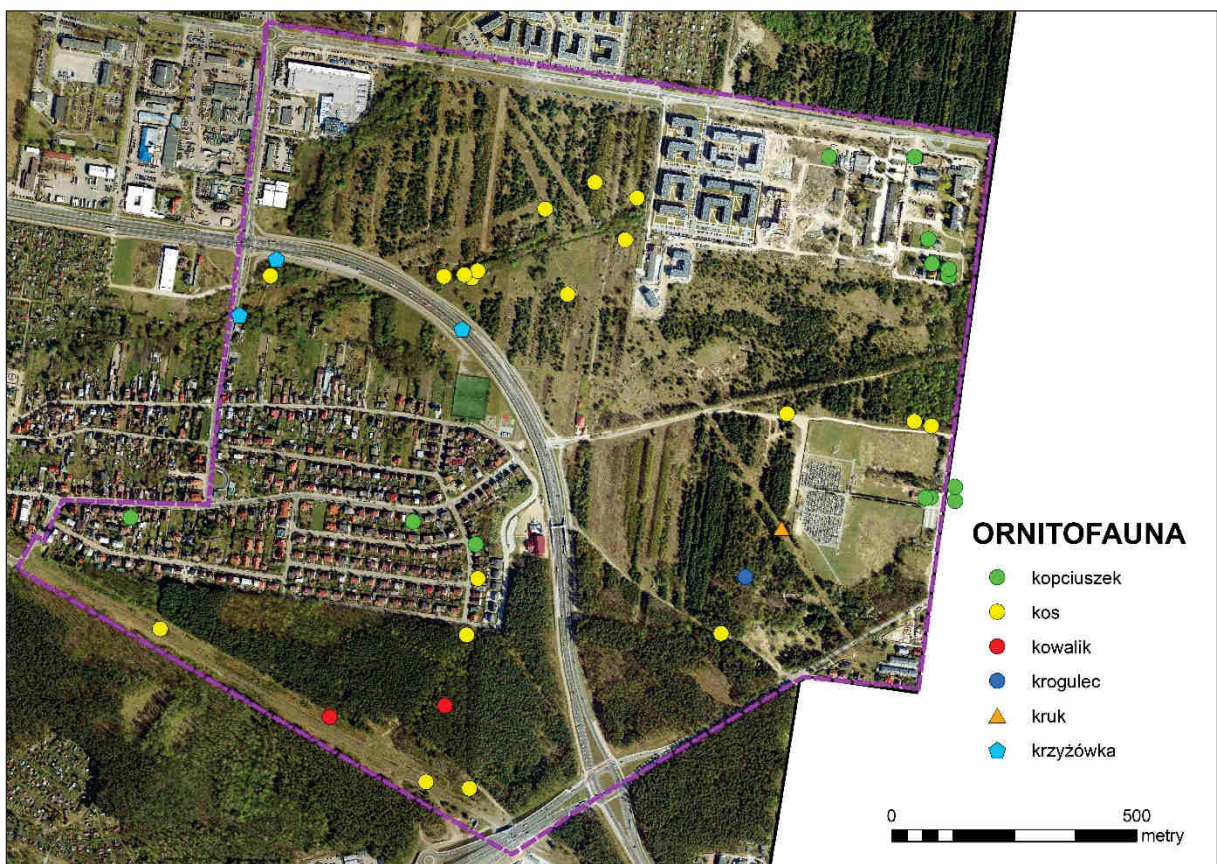 ORNITOFAUNA
kopciuszek
kos
kowalik
krogulec
kruk
krzyżówka
0 500
metry